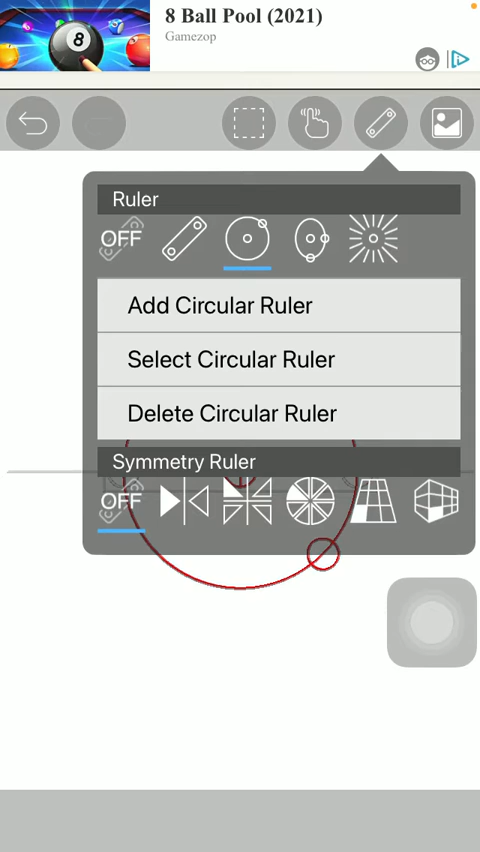 8 Ball Pool (2021)
Gamezop
8
Ruler
OFF
Add Circular Ruler
Select Circular Ruler
Delete Circular Ruler
Symmetry Ruler
OFF